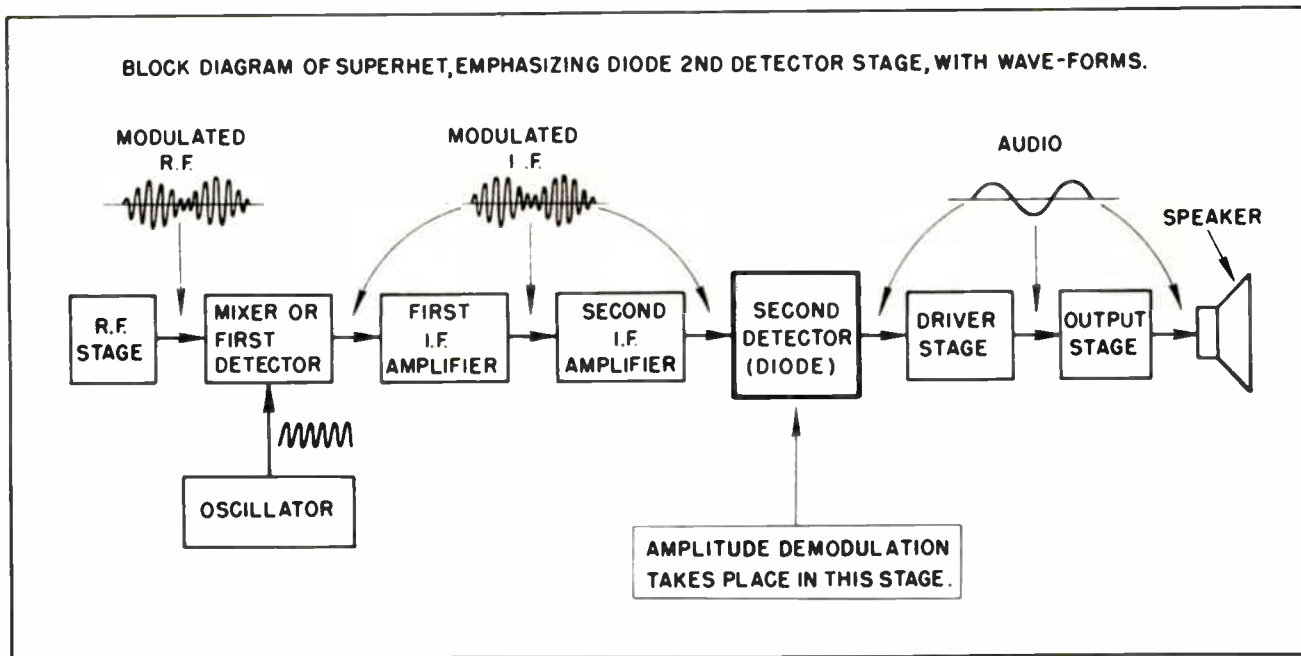 BLOCK DIAGRAM OF SUPERHET, EMPHASIZING DIODE 2ND DETECTOR STAGE, WITH WAVE-FORMS.
MODULATED
R.F.
MODULATED
I.F.
AUDIO
SPEAKER
R.F.
STAGE
MIXER OR
FIRST
DETECTOR
FIRST
I.F.
AMPLIFIER
SECOND
I.F.
AMPLIFIER
SECOND
DETECTOR
(DIODE)
DRIVER
STAGE
OUTPUT
STAGE
OSCILLATOR
AMPLITUDE DEMODULATION
TAKES PLACE IN THIS STAGE.